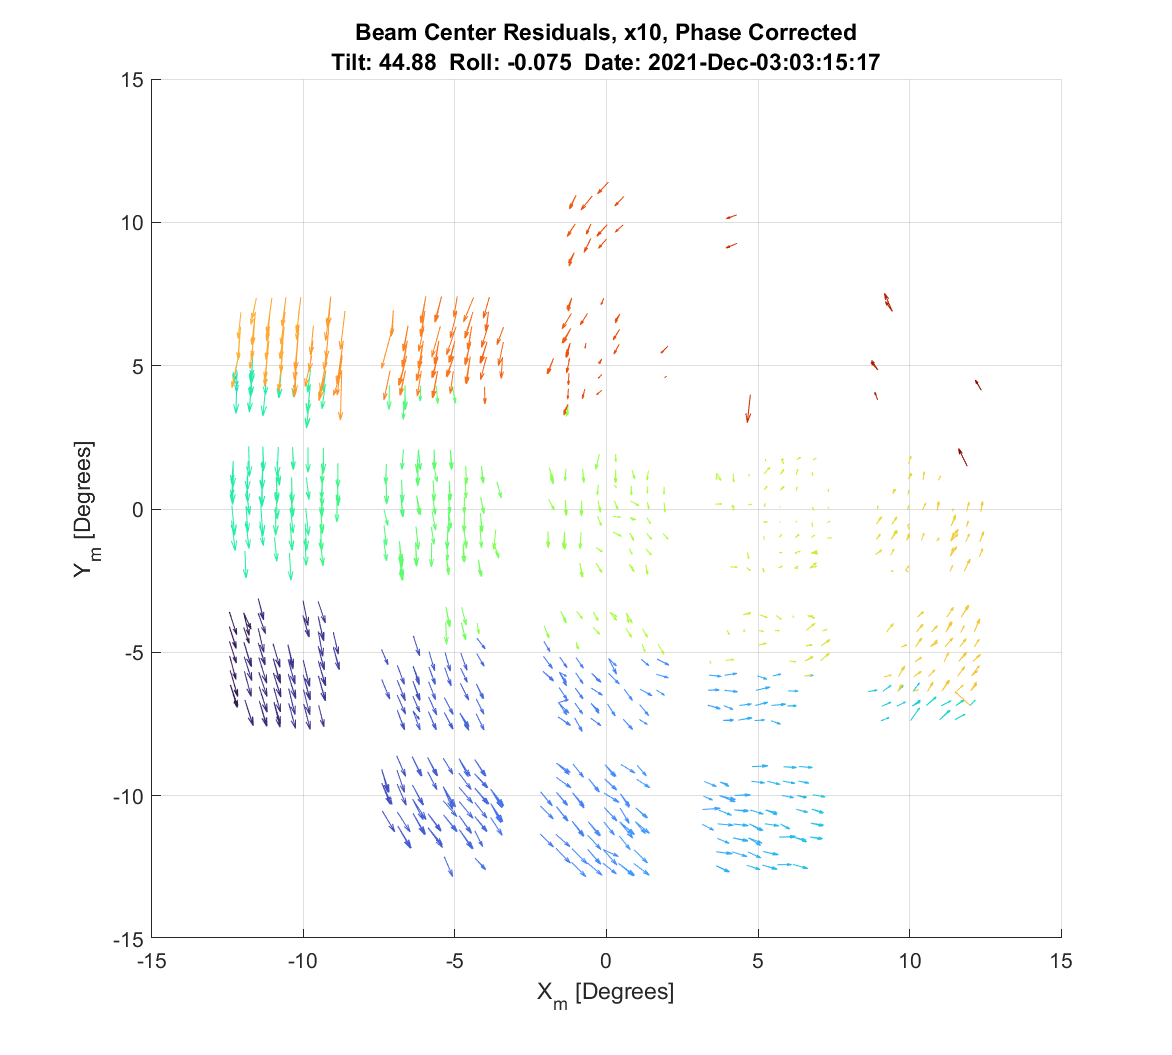 Beam Center Residuals, x10, Phase Corrected
Tilt: 44.88  Roll: -0.075  Date: 2021-Dec-03:03:15:17
15
10
5
0
-5
-10
-15
Y_m [Degrees]
-15 -10 -5 0 5 10 15
X_m [Degrees]